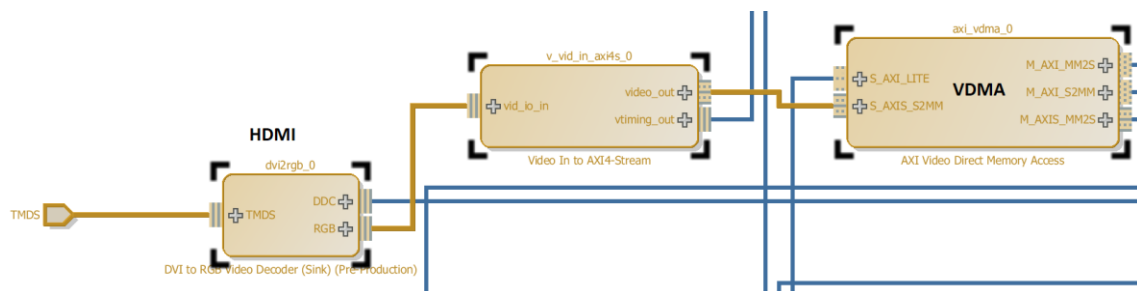 HDMI
dvi2rgb_0
TMDS
TMDS
DDC
RGB
DVI to RGB Video Decoder (Sink) (Pre-Production)
v_vid_in_axi4s_0
vid_io_in
video_out
vtiming_out
Video In to AXI4-Stream
axi_vdma_0
S_AXI_LITE
S_AXIS_S2MM
VDMA
M_AXI_MM2S
M_AXI_S2MM
M_AXIS_MM2S
AXI Video Direct Memory Access